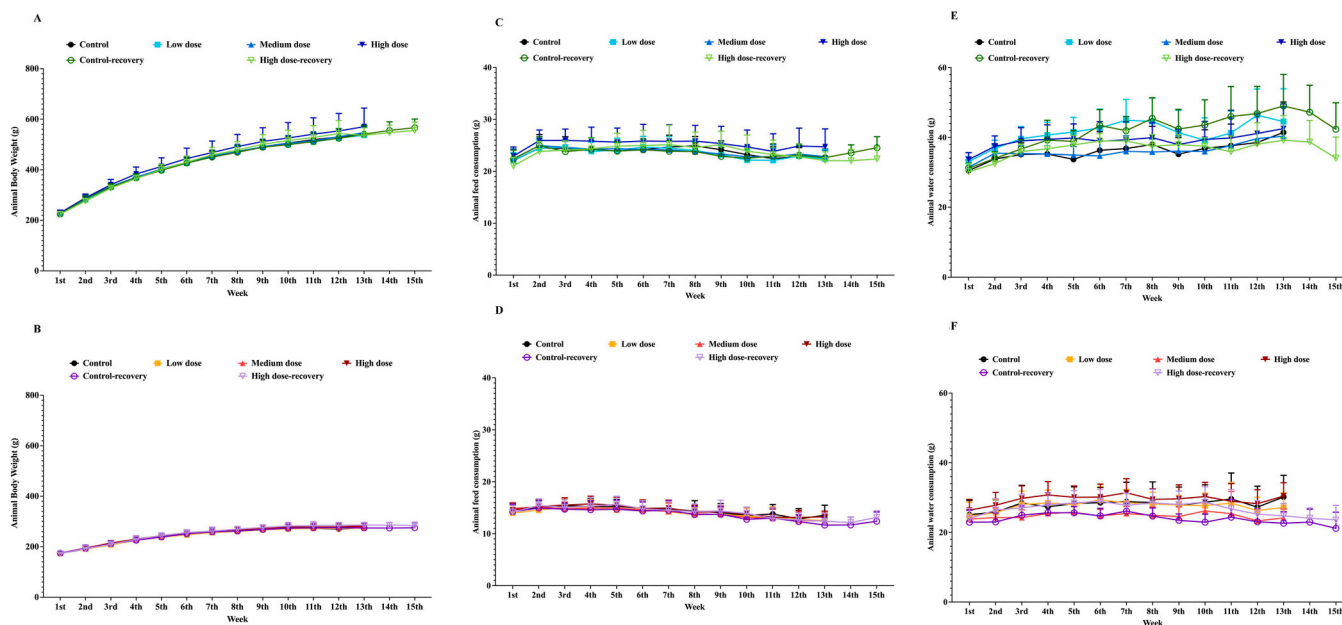 A
Control
Low dose
Medium dose
High dose
Control-recovery
High dose-recovery
Animal Body Weight (g)
800
600
400
200
0
1st 2nd 3rd 4th 5th 6th 7th 8th 9th 10th 11th 12th 13th 14th 15th
Week
C
Control
Low dose
Medium dose
High dose
Control-recovery
High dose-recovery
Animal feed consumption (g)
40
30
20
10
0
1st 2nd 3rd 4th 5th 6th 7th 8th 9th 10th 11th 12th 13th 14th 15th
Week
E
Control
Low dose
Medium dose
High dose
Control-recovery
High dose-recovery
Animal water consumption (g)
60
40
20
0
1st 2nd 3rd 4th 5th 6th 7th 8th 9th 10th 11th 12th 13th 14th 15th
Week
B
Control
Low dose
Medium dose
High dose
Control-recovery
High dose-recovery
Animal Body Weight (g)
800
600
400
200
0
1st 2nd 3rd 4th 5th 6th 7th 8th 9th 10th 11th 12th 13th 14th 15th
Week
D
Control
Low dose
Medium dose
High dose
Control-recovery
High dose-recovery
Animal feed consumption (g)
40
30
20
10
0
1st 2nd 3rd 4th 5th 6th 7th 8th 9th 10th 11th 12th 13th 14th 15th
Week
F
Control
Low dose
Medium dose
High dose
Control-recovery
High dose-recovery
Animal water consumption (g)
60
40
20
0
1st 2nd 3rd 4th 5th 6th 7th 8th 9th 10th 11th 12th 13th 14th 15th
Week